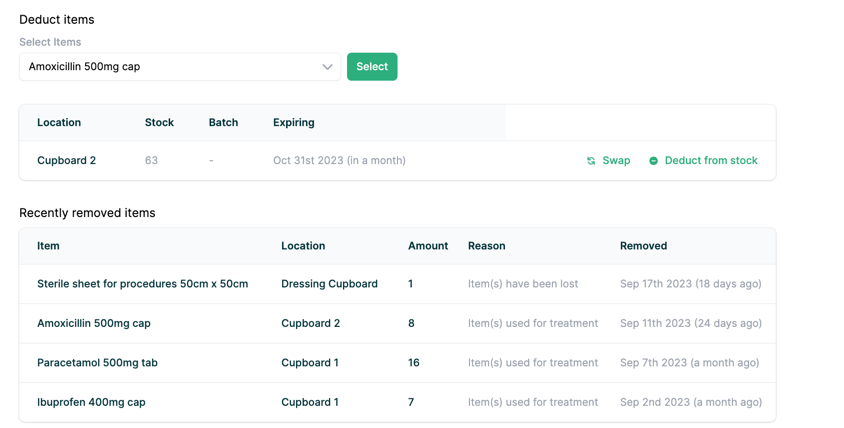 Deduct items
Select Items
Amoxicillin 500mg cap Select
Location Stock Batch Expiring
Cupboard 2 63 - Oct 31st 2023 (in a month) Swap Deduct from stock
Recently removed items
Item Location Amount Reason Removed
Sterile sheet for procedures 50cm x 50cm Dressing Cupboard 1 Item(s) have been lost Sep 17th 2023 (18 days ago)
Amoxicillin 500mg cap Cupboard 2 8 Item(s) used for treatment Sep 11th 2023 (24 days ago)
Paracetamol 500mg tab Cupboard 1 16 Item(s) used for treatment Sep 7th 2023 (a month ago)
Ibuprofen 400mg cap Cupboard 1 7 Item(s) used for treatment Sep 2nd 2023 (a month ago)